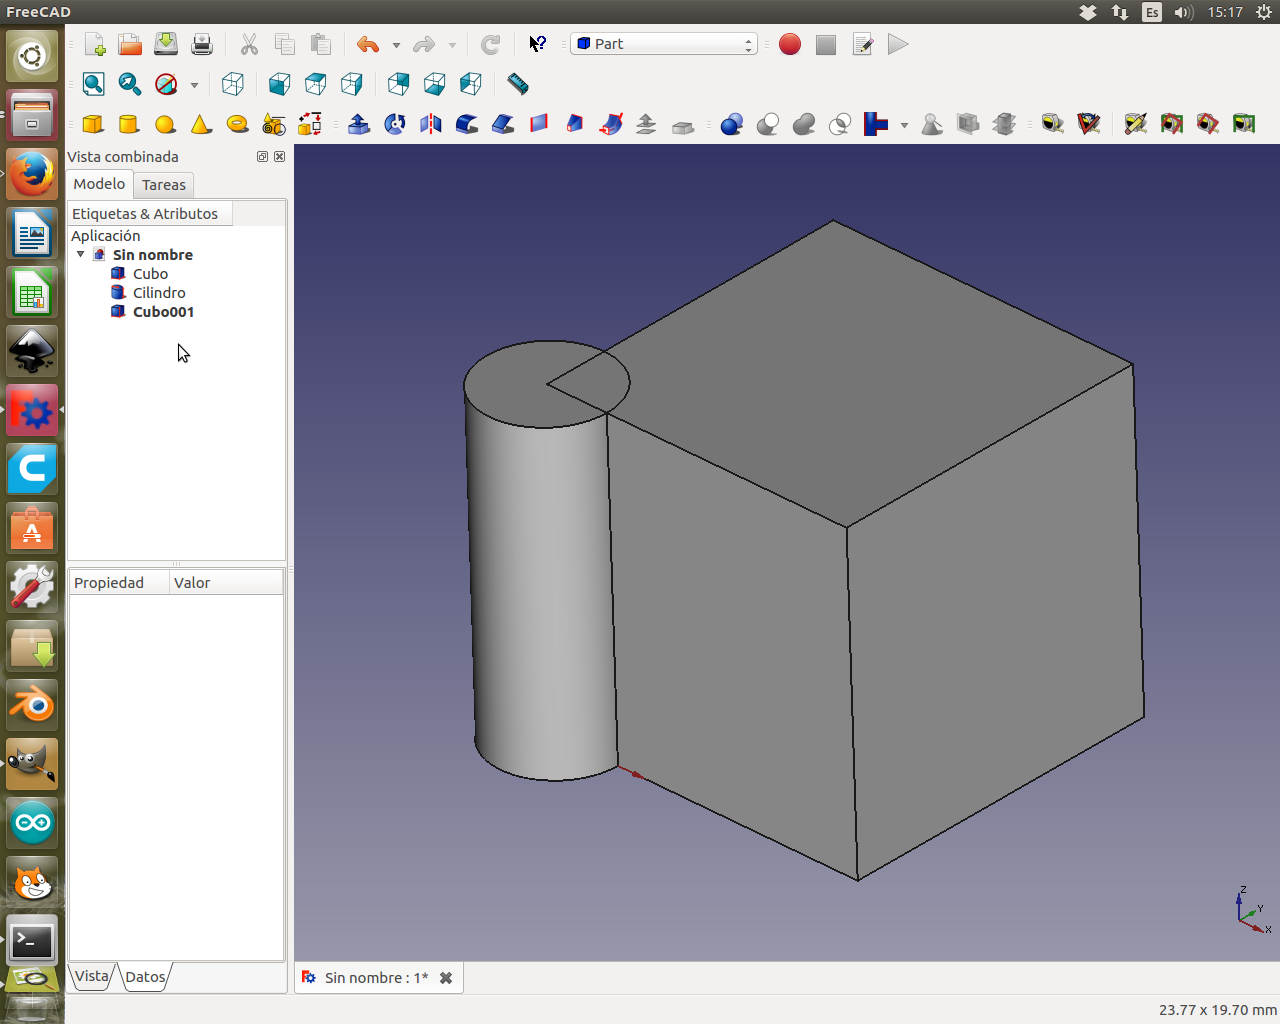 FreeCAD
Es
15:17
Part
Vista combinada
Modelo
Tareas
Etiquetas & Atributos
Aplicación
Sin nombre
Cubo
Cilindro
Cubo001
Propiedad
Valor
Z
Y
X
Vista
Datos
Sin nombre : 1*
23.77 x 19.70 mm